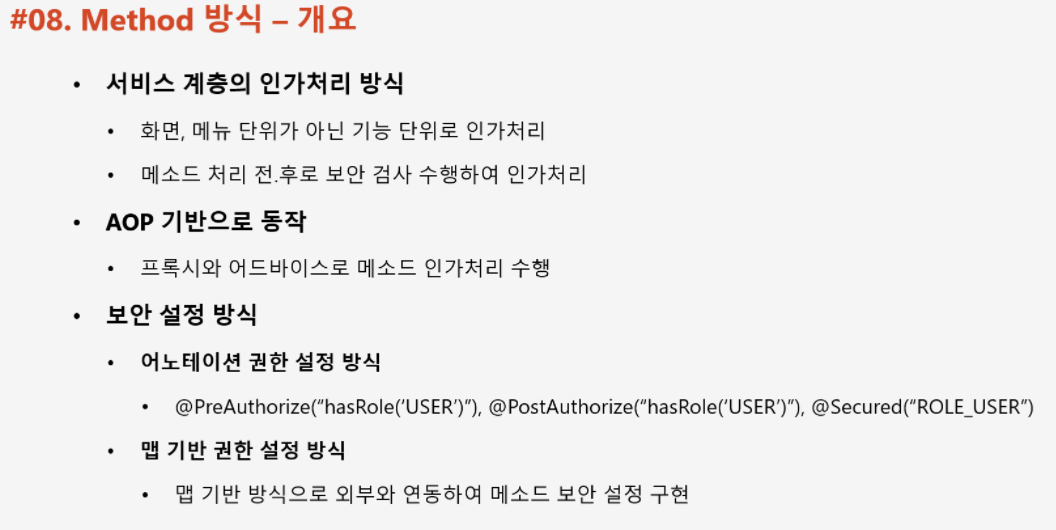 #08. Method 방식 – 개요
• 서비스 계층의 인가처리 방식
• 화면, 메뉴 단위가 아닌 기능 단위로 인가처리
• 메소드 처리 전.후로 보안 검사 수행하여 인가처리
• AOP 기반으로 동작
• 프록시와 어드바이스로 메소드 인가처리 수행
• 보안 설정 방식
• 어노테이션 권한 설정 방식
• @PreAuthorize(“hasRole(‘USER’)”), @PostAuthorize(“hasRole(‘USER’)”), @Secured(“ROLE_USER”)
• 맵 기반 권한 설정 방식
• 맵 기반 방식으로 외부와 연동하여 메소드 보안 설정 구현